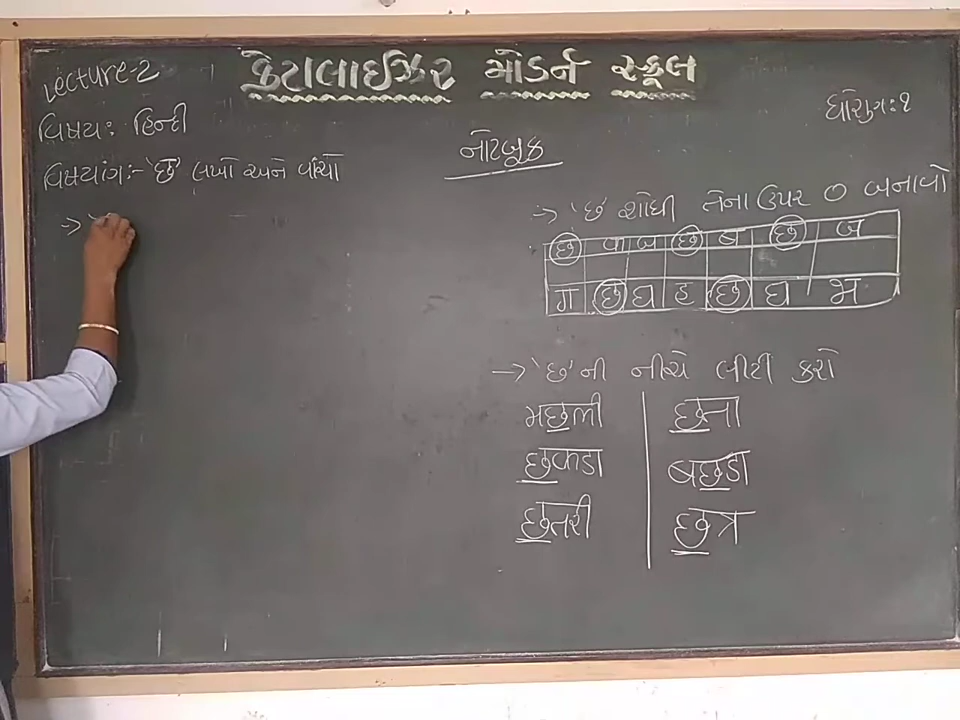 Lecture-2
ક્રેટાલાઈઝર મોડર્ન સ્કૂલ
ધોરણ:૧
વિષય: હિન્દી
નોટબૂક
વિષયાંગ:- 'છ' લખો અને વાંચો
→ 'છ' શોધી તેના ઉપર O બનાવો
छ क ज छ ब छ ज
ग छ घ ह छ घ भ
→ 'છ' ની નીચે લીટી કરો
मछली छना
छकडा बछडा
छतरी छत्र